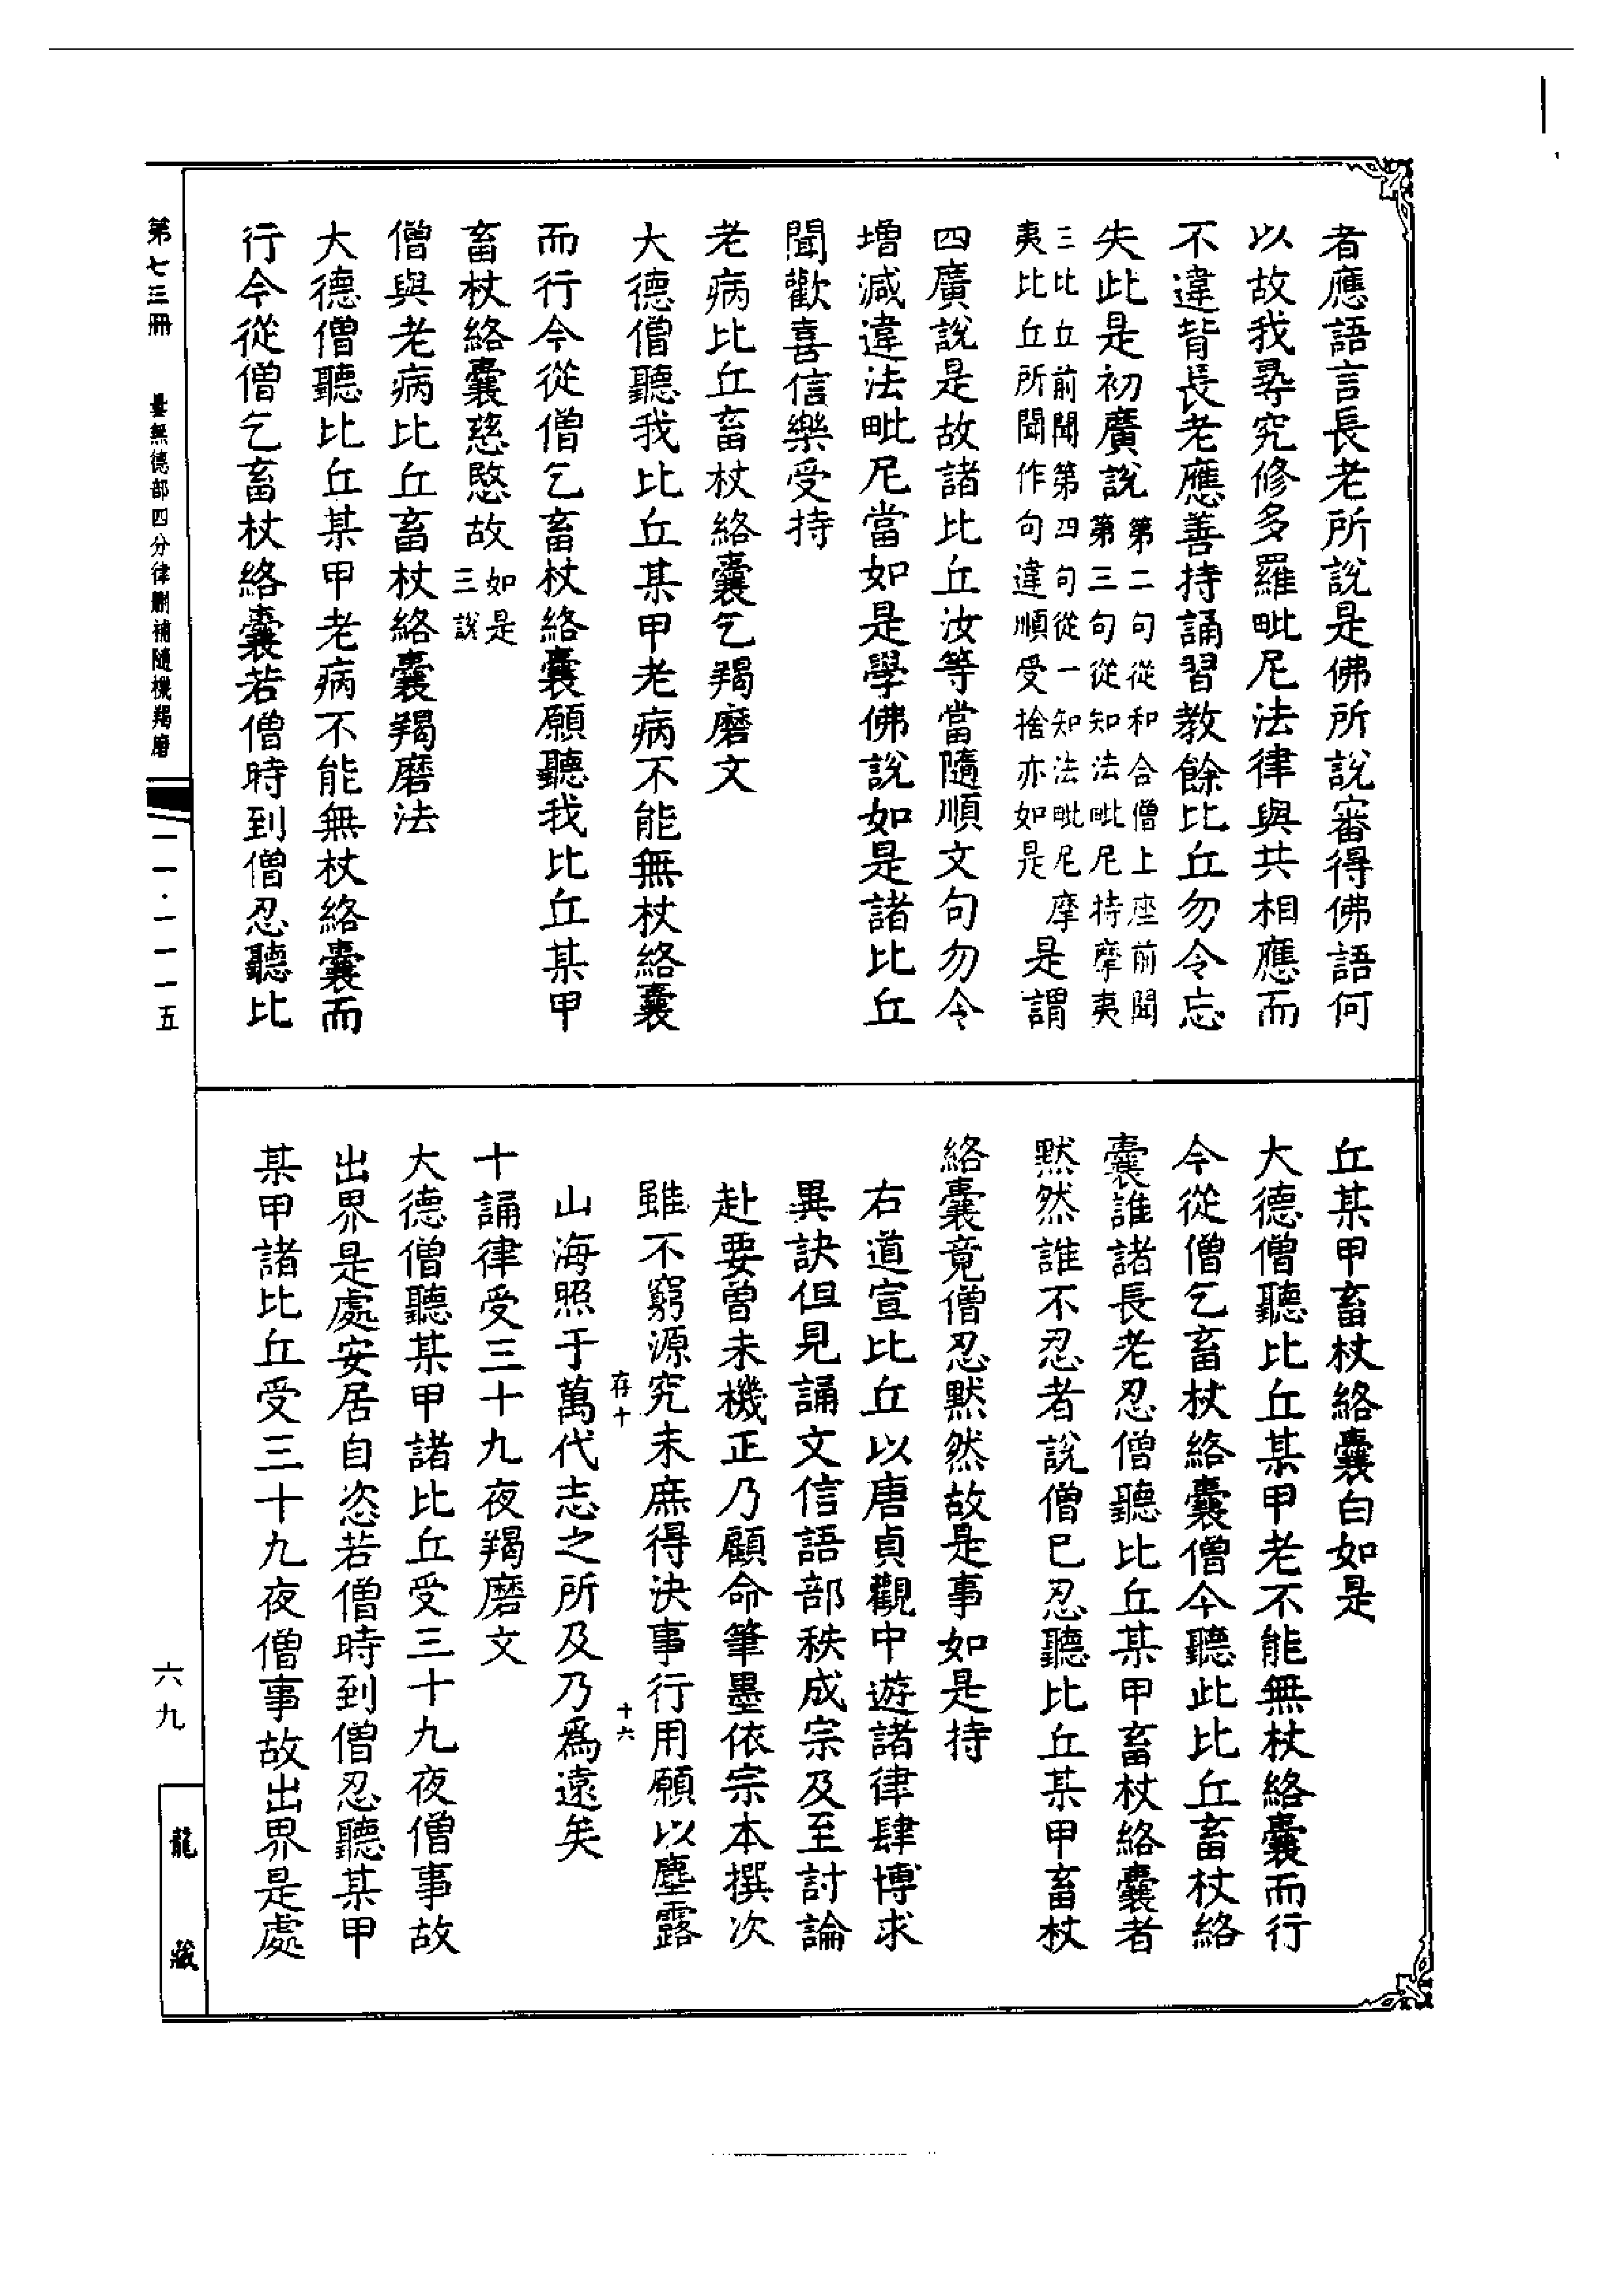 者應語言長老所說是佛所說審得佛語何
以故我尋究修多羅毗尼法律與共相應而
不違背長老應善持誦習教餘比丘勿令忘
失此是初廣說第二句從和合僧上座前聞
第三句從知法毗尼持摩夷
三比丘前聞第四句從一知法毗尼摩
夷比丘所聞作句違順受捨亦如是是謂
四廣說是故諸比丘汝等當隨順文句勿令
增減違法毗尼當如是學佛說如是諸比丘
聞歡喜信樂受持
老病比丘畜杖絡囊乞羯磨文
大德僧聽我比丘某甲老病不能無杖絡囊
而行今從僧乞畜杖絡囊願聽我比丘某甲
畜杖絡囊慈愍故如是
三說
僧與老病比丘畜杖絡囊羯磨法
大德僧聽比丘某甲老病不能無杖絡囊而
行今從僧乞畜杖絡囊若僧時到僧忍聽比
丘某甲畜杖絡囊白如是
大德僧聽比丘某甲老不能無杖絡囊而行
今從僧乞畜杖絡囊僧今聽此比丘畜杖絡
囊誰諸長老忍僧聽比丘某甲畜杖絡囊者
默然誰不忍者說僧已忍聽比丘某甲畜杖
絡囊竟僧忍默然故是事如是持
右道宣比丘以唐貞觀中遊諸律肆博求
異訣但見誦文信語部秩成宗及至討論
赴要曾未機正乃顧命筆墨依宗本撰次
雖不窮源究末庶得決事行用願以塵露
存十
十六
山海照于萬代志之所及乃為遠矣
十誦律受三十九夜羯磨文
大德僧聽某甲諸比丘受三十九夜僧事故
出界是處安居自恣若僧時到僧忍聽某甲
某甲諸比丘受三十九夜僧事故出界是處
第七三冊
曇無德部四分律刪補隨機羯磨
一一·一一一五
六九
龍藏